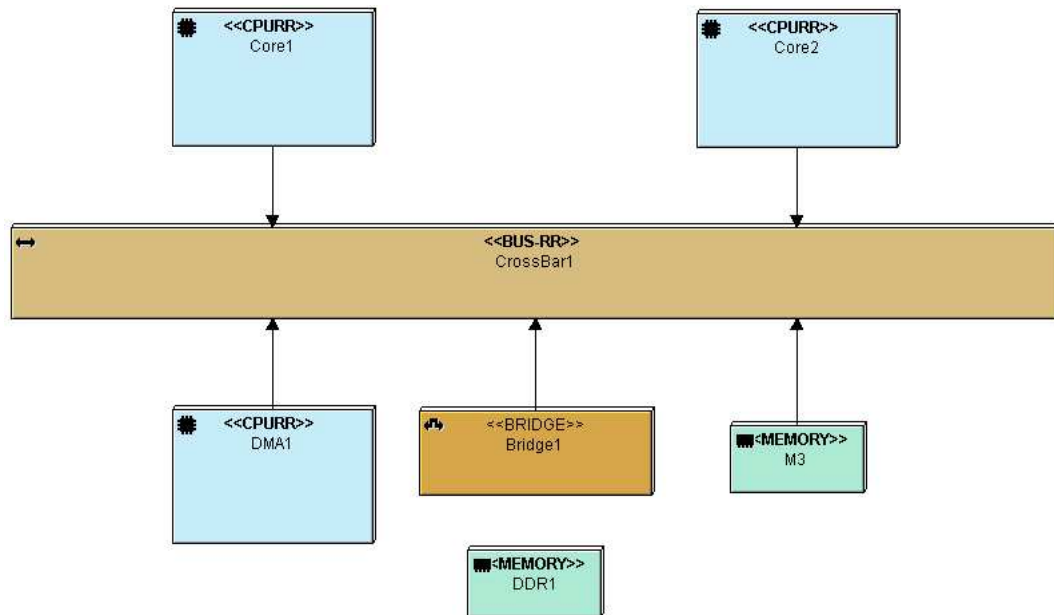 <<CPURR>>
Core1
<<CPURR>>
Core2
<<BUS-RR>>
CrossBar1
<<CPURR>>
DMA1
<<BRIDGE>>
Bridge1
<MEMORY>>
M3
<MEMORY>>
DDR1